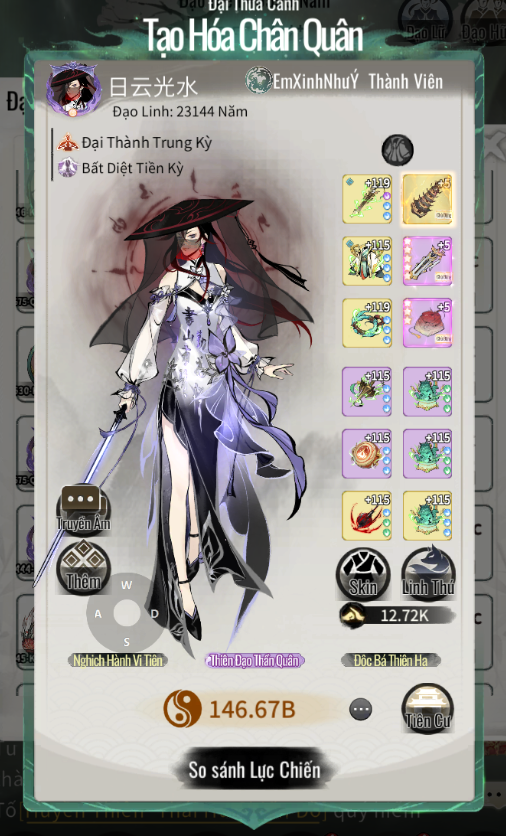 Đại Thừa Cảnh
Tạo Hóa Chân Quân
日云光水
EmXinhNhưÝ Thành Viên
Đạo Linh: 23144 Năm
Đại Thành Trung Kỳ
Bất Diệt Tiền Kỳ
+119
+5
+115
+5
+119
+5
+115
+115
+115
+115
+115
+115
Truyền Âm
Thêm
W
A
D
S
Skin
Linh Thú
12.72K
Nghịch Hành Vi Tiên
Thiên Đạo Thần Quân
Độc Bá Thiên Hạ
146.67B
Tiên Cư
So sánh Lực Chiến